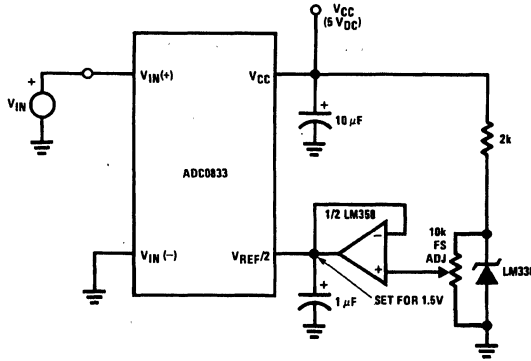 VCC
(5 VDC)
VIN(+)
VCC
+
VIN
+
10 µF
2k
ADC0833
1/2 LM358
10k
FS
ADJ
−
+
VIN(−)
VREF/2
LM336
+
1 µF
SET FOR 1.5V